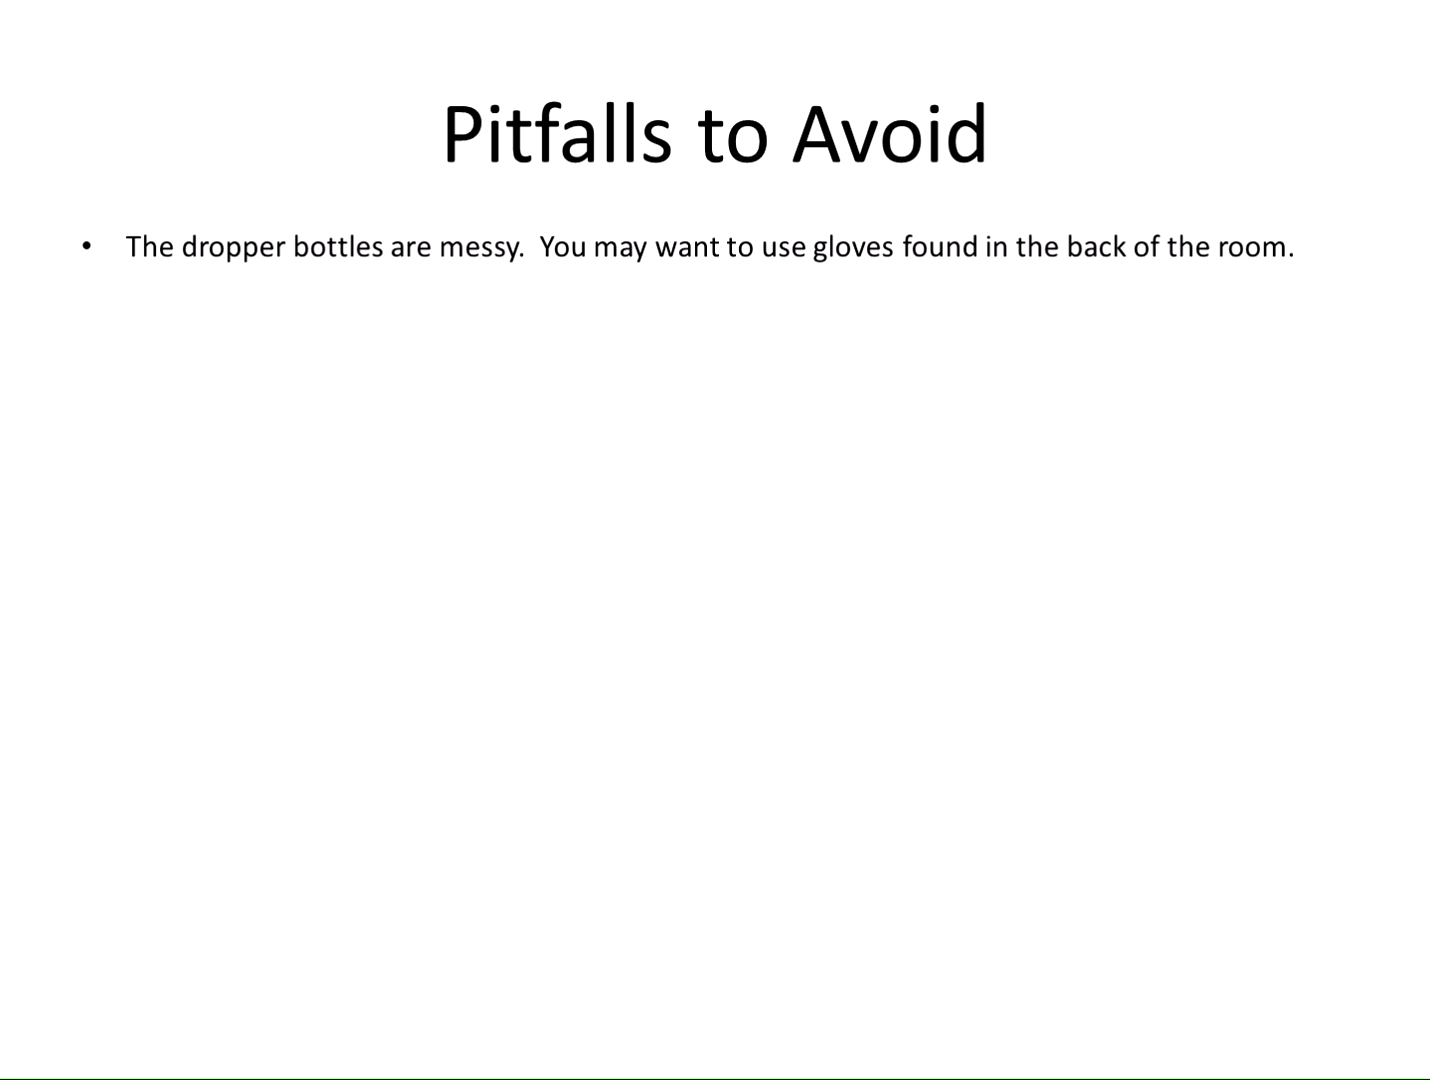 Pitfalls to Avoid
• The dropper bottles are messy.  You may want to use gloves found in the back of the room.